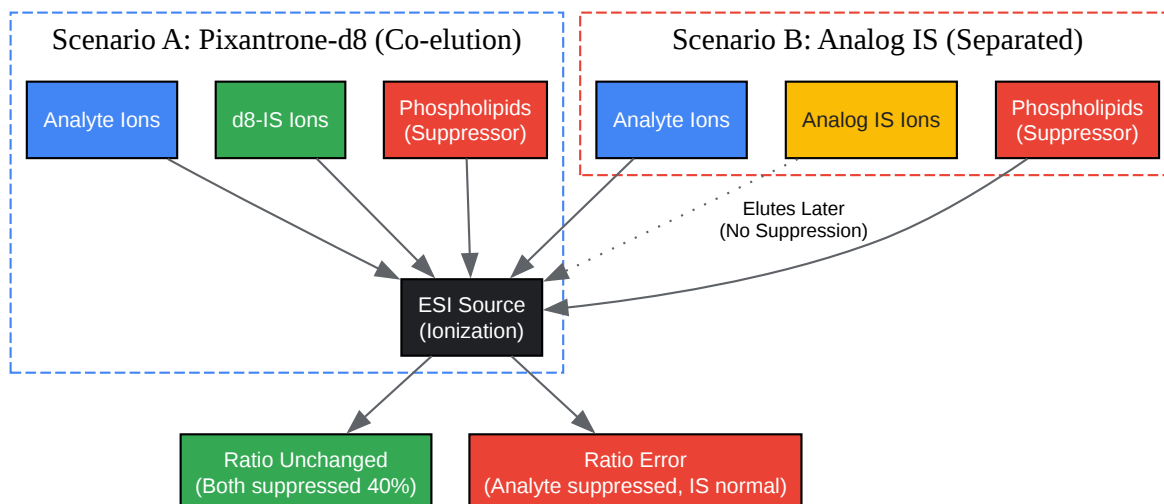 Scenario A: Pixantrone-d8 (Co-elution)
Analyte Ions
d8-IS Ions
Phospholipids
(Suppressor)
Scenario B: Analog IS (Separated)
Analyte Ions
Analog IS Ions
Phospholipids
(Suppressor)
Elutes Later
(No Suppression)
ESI Source
(Ionization)
Ratio Unchanged
(Both suppressed 40%)
Ratio Error
(Analyte suppressed, IS normal)